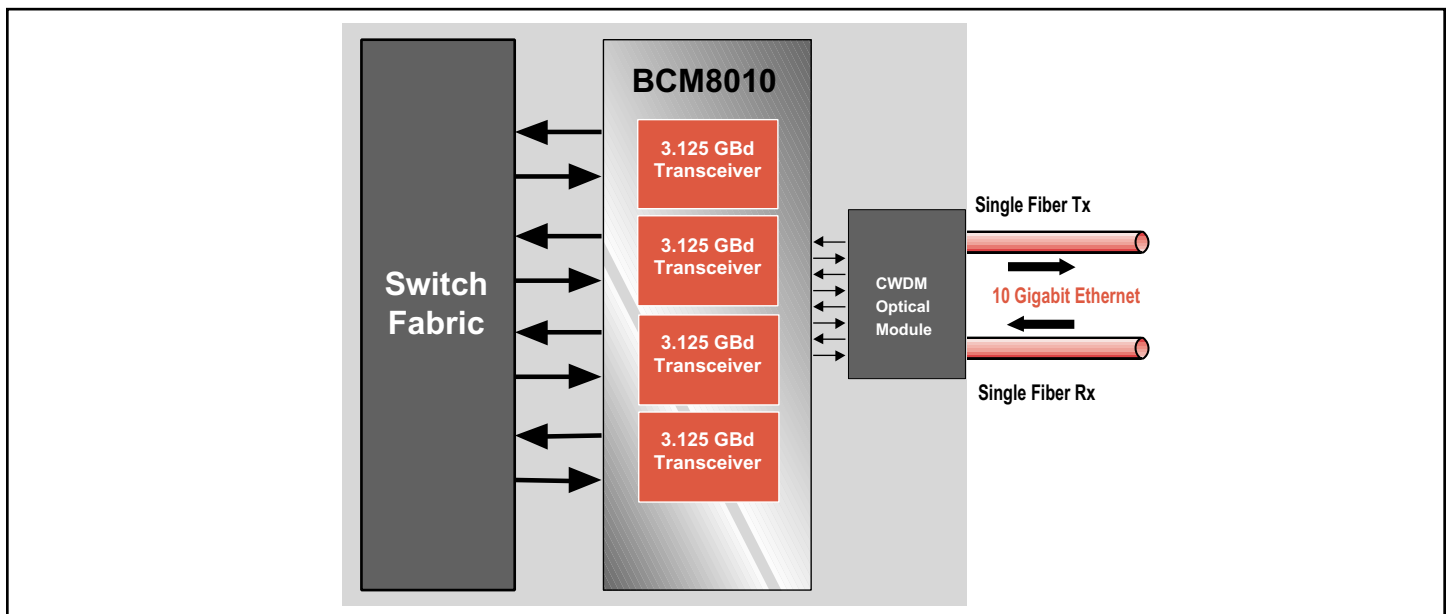 BCM8010
3.125 GBd
Transceiver
3.125 GBd
Transceiver
3.125 GBd
Transceiver
3.125 GBd
Transceiver
Switch
Fabric
CWDM
Optical
Module
Single Fiber Tx
10 Gigabit Ethernet
Single Fiber Rx